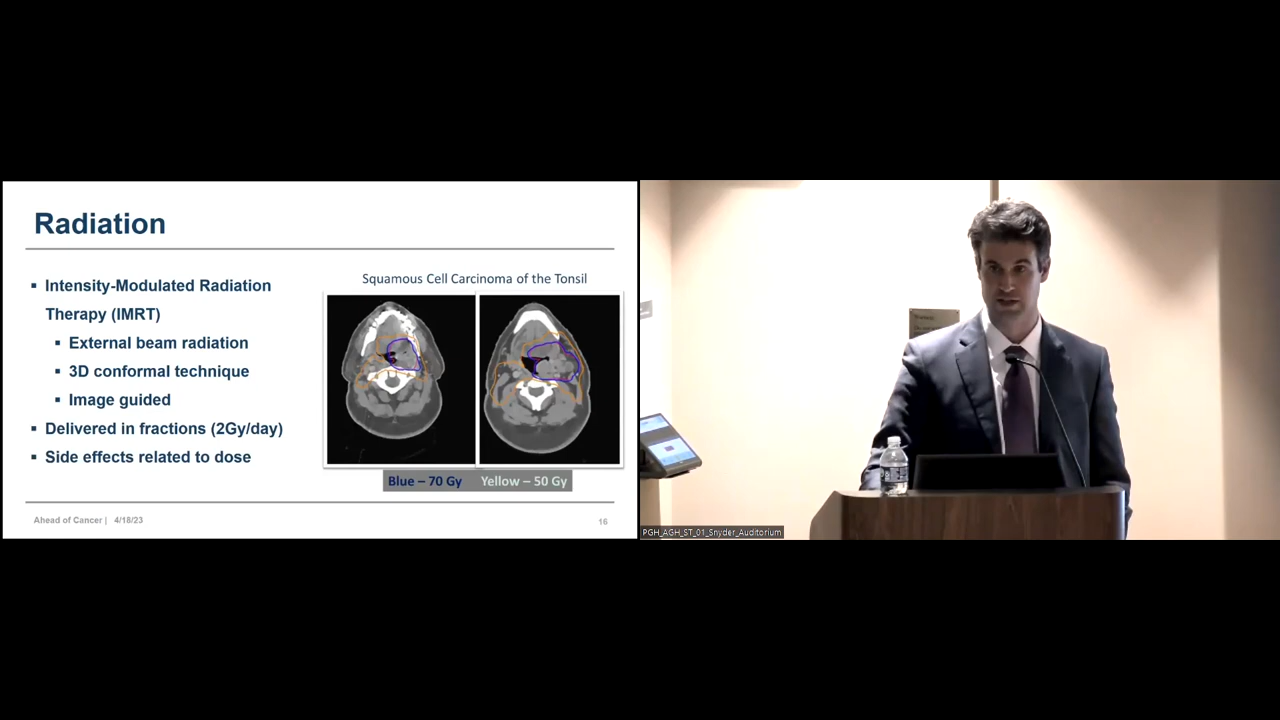 Radiation
Intensity-Modulated Radiation
Therapy (IMRT)
External beam radiation
3D conformal technique
Image guided
Delivered in fractions (2Gy/day)
Side effects related to dose
Squamous Cell Carcinoma of the Tonsil
Blue – 70 Gy Yellow – 50 Gy
Ahead of Cancer | 4/18/23
16
PGH_AGH_ST_01_Snyder_Auditorium